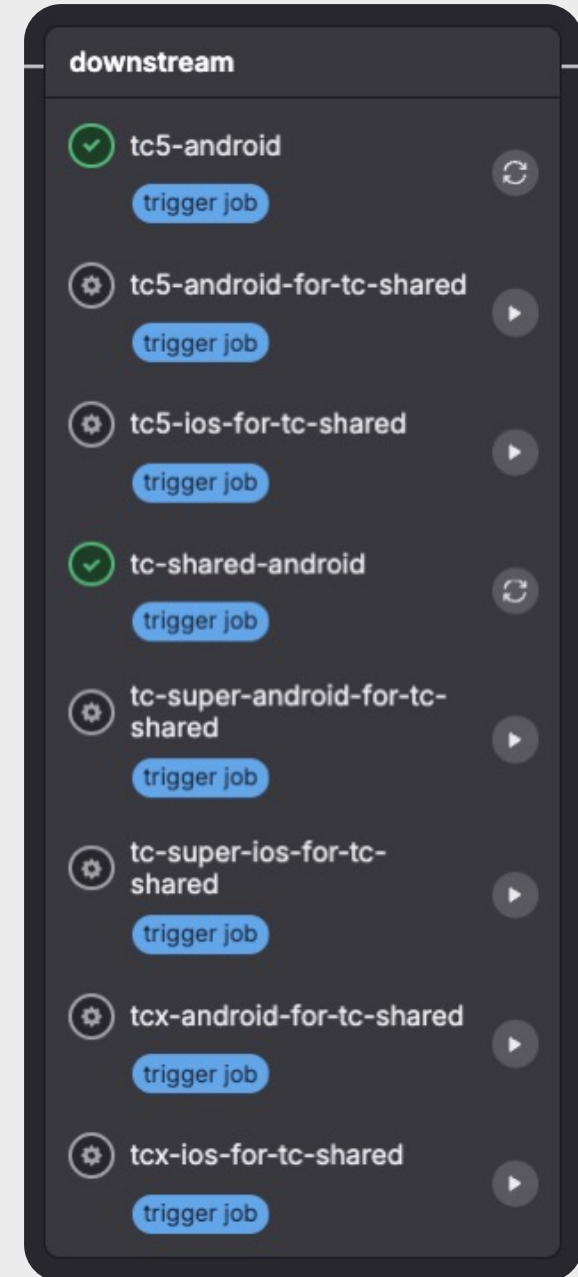 downstream
tc5-android
trigger job
tc5-android-for-tc-shared
trigger job
tc5-ios-for-tc-shared
trigger job
tc-shared-android
trigger job
tc-super-android-for-tc-
shared
trigger job
tc-super-ios-for-tc-
shared
trigger job
tcx-android-for-tc-shared
trigger job
tcx-ios-for-tc-shared
trigger job